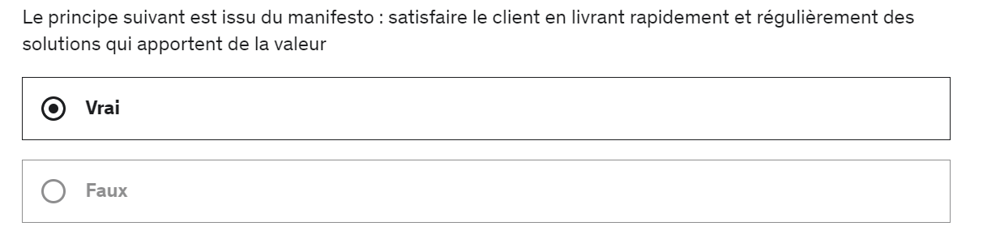 Le principe suivant est issu du manifesto : satisfaire le client en livrant rapidement et régulièrement des
solutions qui apportent de la valeur
Vrai
Faux